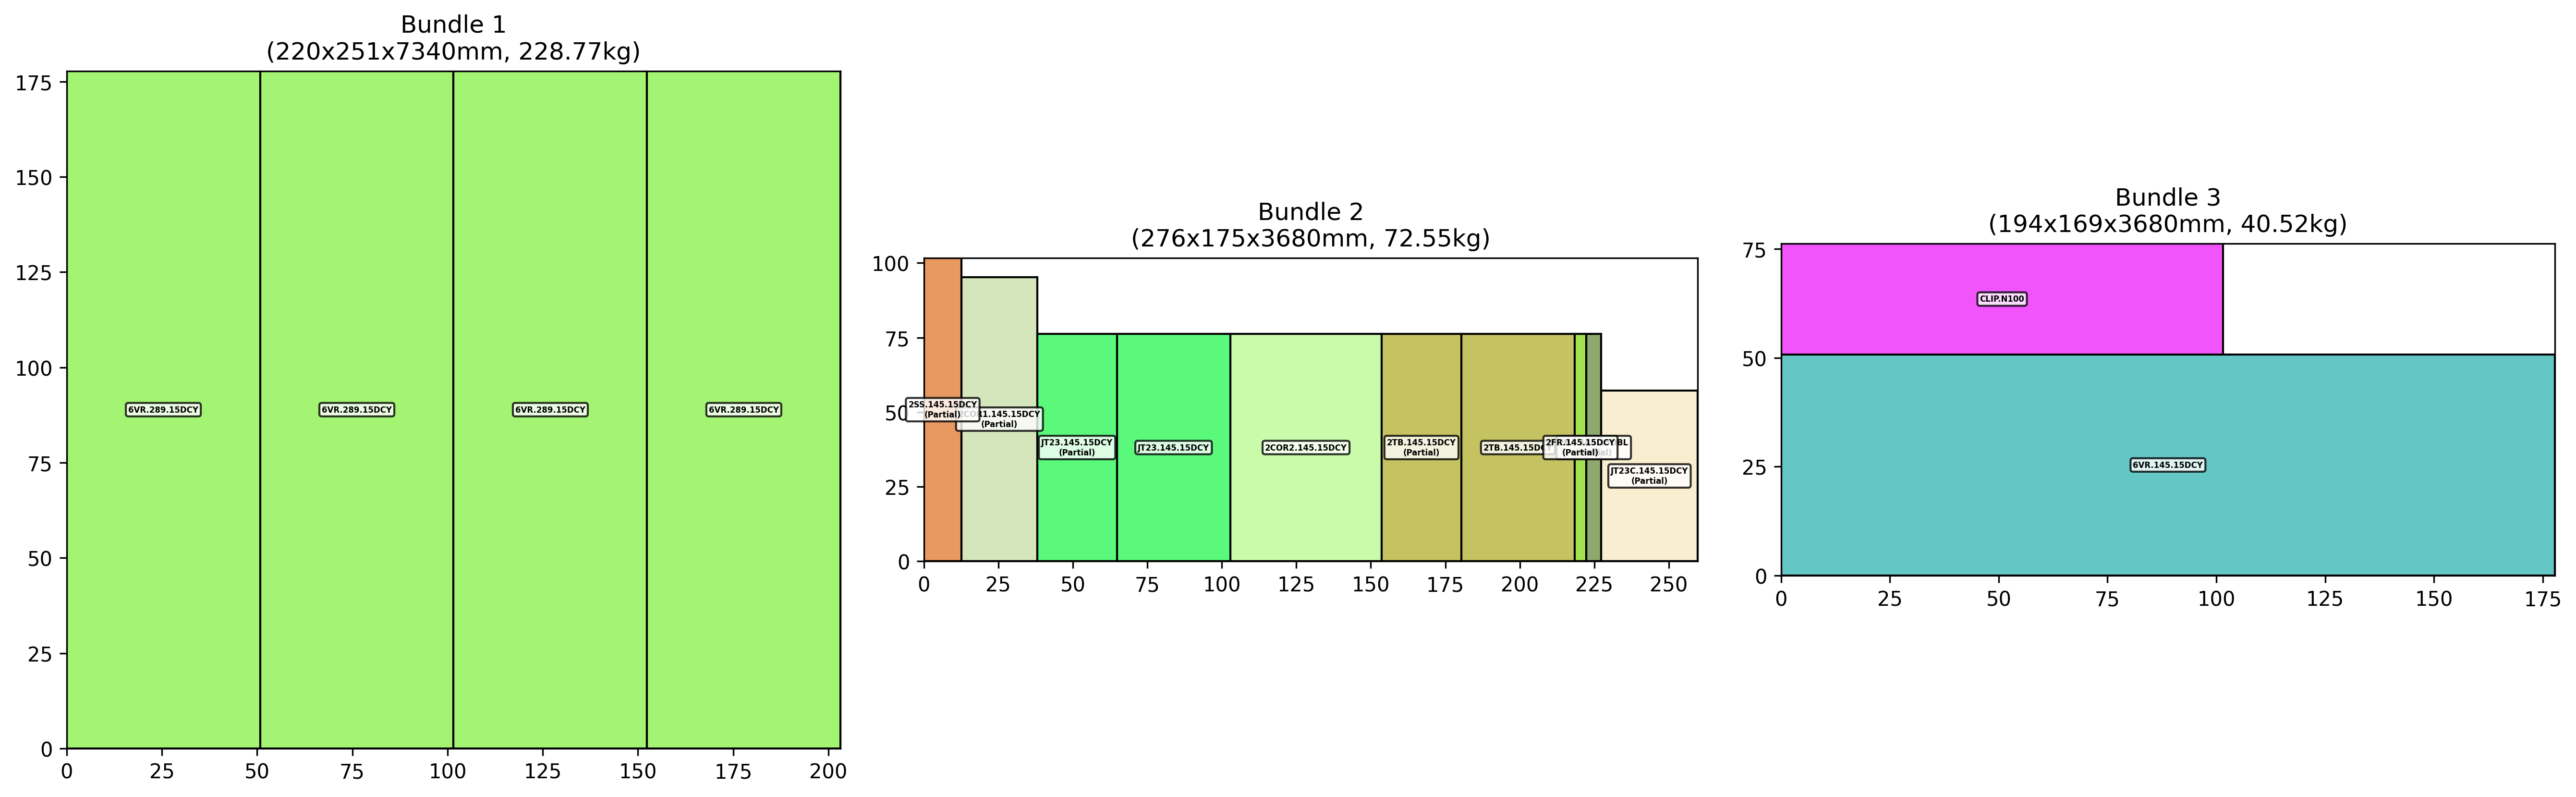 Bundle 1
(220x251x7340mm, 228.77kg)
175
150
125
100
75
50
25
0
6VR.289.15DCY
6VR.289.15DCY
6VR.289.15DCY
6VR.289.15DCY
0 25 50 75 100 125 150 175 200
Bundle 2
(276x175x3680mm, 72.55kg)
100
75
50
25
0
2SS.145.15DCY
(Partial)
1.145.15DCY
(Partial)
JT23.145.15DCY
(Partial)
JT23.145.15DCY
2COR2.145.15DCY
2TB.145.15DCY
(Partial)
2TB.145.15D
2FR.145.15DCY
(Partial)
BL
JT23C.145.15DCY
(Partial)
0 25 50 75 100 125 150 175 200 225 250
Bundle 3
(194x169x3680mm, 40.52kg)
75
50
25
0
CLIP.N100
6VR.145.15DCY
0 25 50 75 100 125 150 175